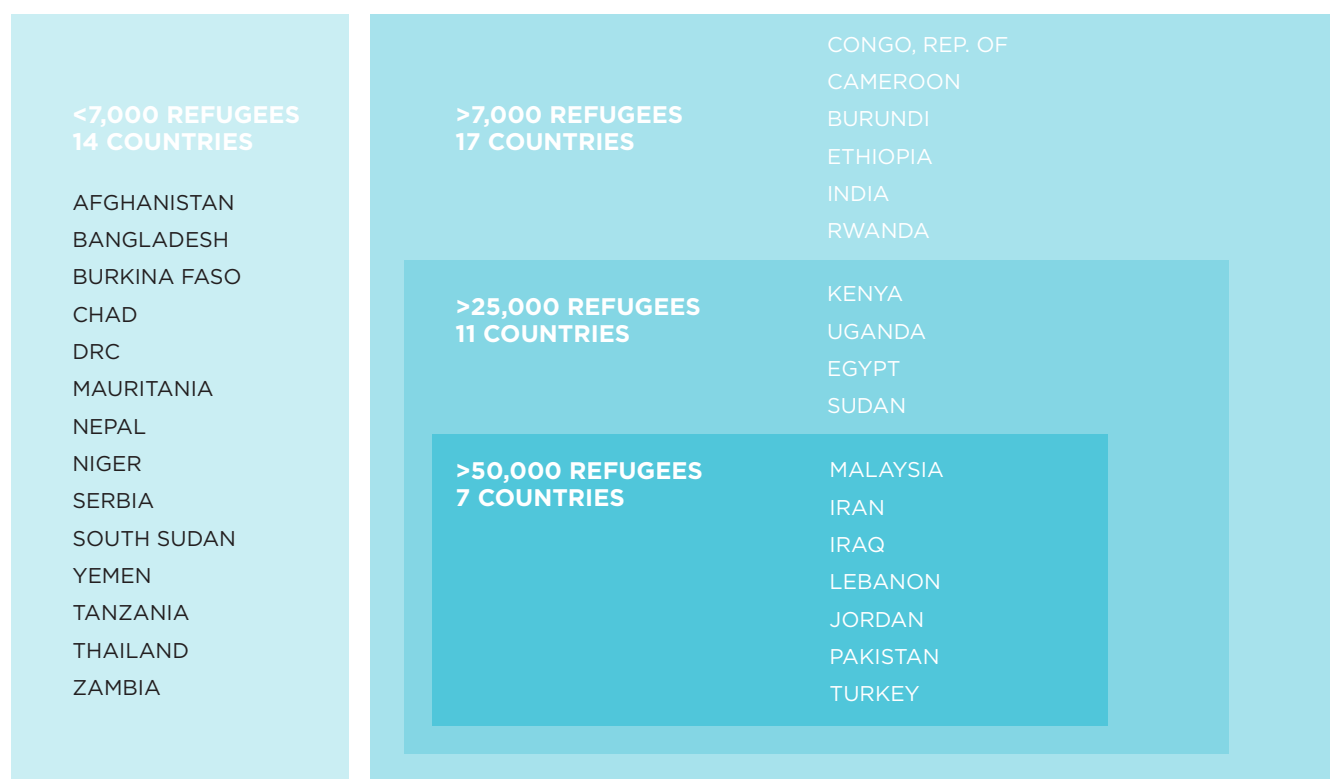 <7,000 REFUGEES
14 COUNTRIES
AFGHANISTAN
BANGLADESH
BURKINA FASO
CHAD
DRC
MAURITANIA
NEPAL
NIGER
SERBIA
SOUTH SUDAN
YEMEN
TANZANIA
THAILAND
ZAMBIA
>7,000 REFUGEES
17 COUNTRIES
CONGO, REP. OF
CAMEROON
BURUNDI
ETHIOPIA
INDIA
RWANDA
>25,000 REFUGEES
11 COUNTRIES
KENYA
UGANDA
EGYPT
SUDAN
>50,000 REFUGEES
7 COUNTRIES
MALAYSIA
IRAN
IRAQ
LEBANON
JORDAN
PAKISTAN
TURKEY